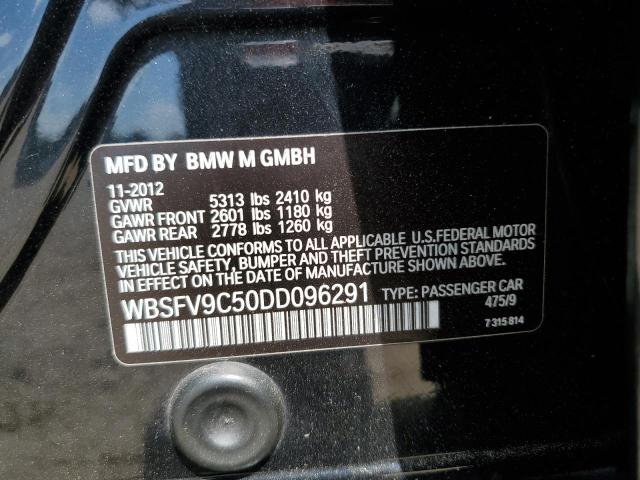 MFD BY BMW M GMBH
11-2012
GVWR 5313 lbs 2410 kg
GAWR FRONT 2601 lbs 1180 kg
GAWR REAR 2778 lbs 1260 kg
THIS VEHICLE CONFORMS TO ALL APPLICABLE U.S.FEDERAL MOTOR
VEHICLE SAFETY, BUMPER AND THEFT PREVENTION STANDARDS
IN EFFECT ON THE DATE OF MANUFACTURE SHOWN ABOVE.
WBSFV9C50DD096291 TYPE: PASSENGER CAR
475/9
7 315 814